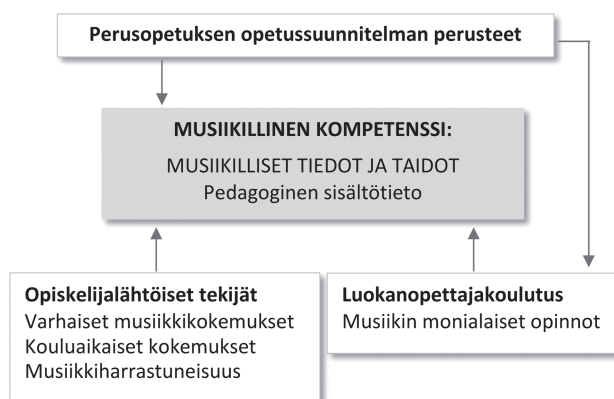 Perusopetuksen opetussuunnitelman perusteet
MUSIIKILLINEN KOMPETENSSI:
MUSIIKILLISET TIEDOT JA TAIDOT
Pedagoginen sisältötieto
Opiskelijalähtöiset tekijät
Varhaiset musiikkikokemukset
Kouluaikaiset kokemukset
Musiikkiharrastuneisuus
Luokanopettajakoulutus
Musiikin monialaiset opinnot